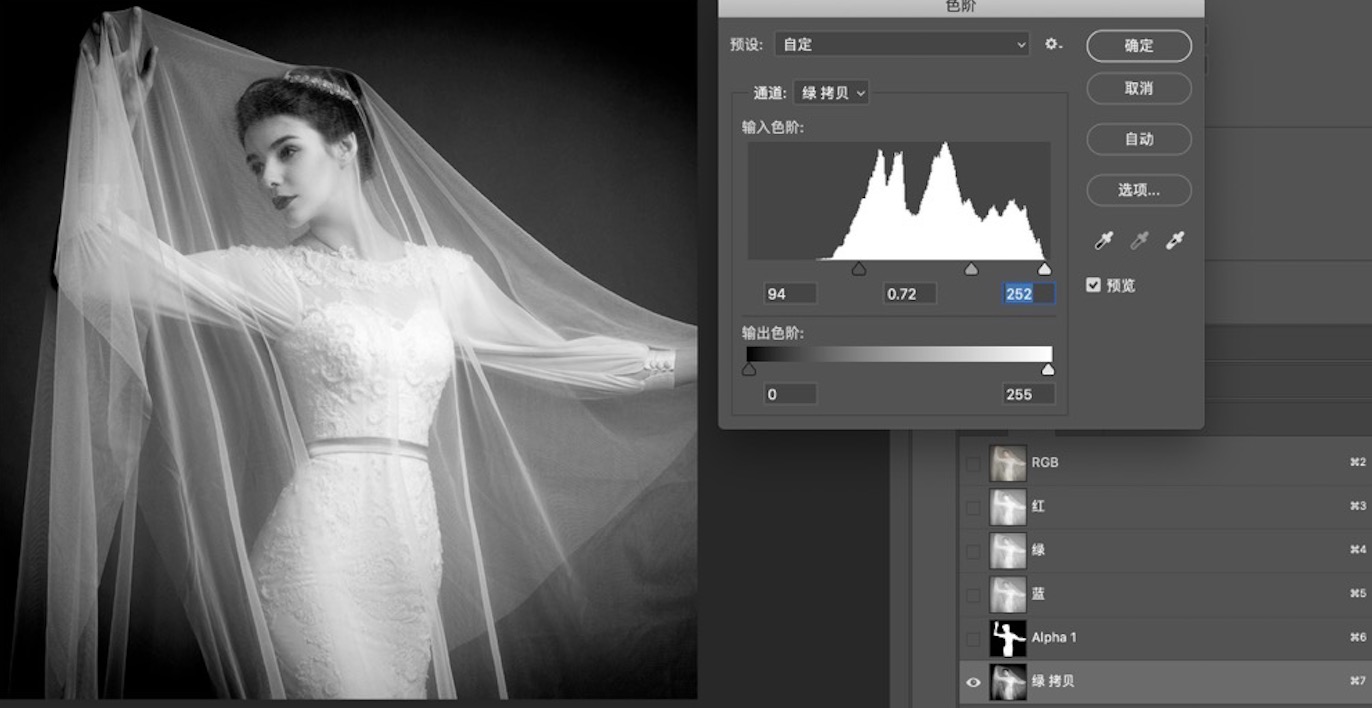 色阶
预设: 自定
确定
取消
通道: 绿 拷贝
输入色阶:
自动
选项...
预览
94 0.72 252
输出色阶:
0 255
RGB ⌘2
红 ⌘3
绿 ⌘4
蓝 ⌘5
Alpha 1 ⌘6
绿 拷贝 ⌘7